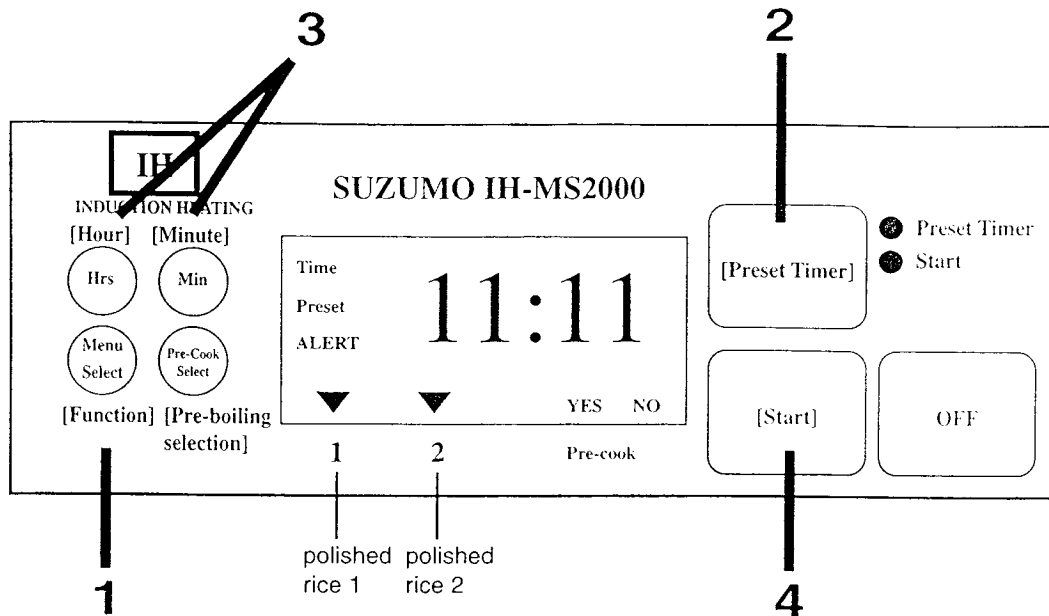 3
2
IH
INDUCTION HEATING
[Hour] [Minute]
Hrs
Min
Menu
Select
Pre-Cook
Select
[Function] [Pre-boiling
selection]
SUZUMO IH-MS2000
Time
Preset
ALERT
11:11
YES NO
1 2
Pre-cook
polished
rice 1
polished
rice 2
[Preset Timer]
Preset Timer
Start
[Start]
OFF
1
4